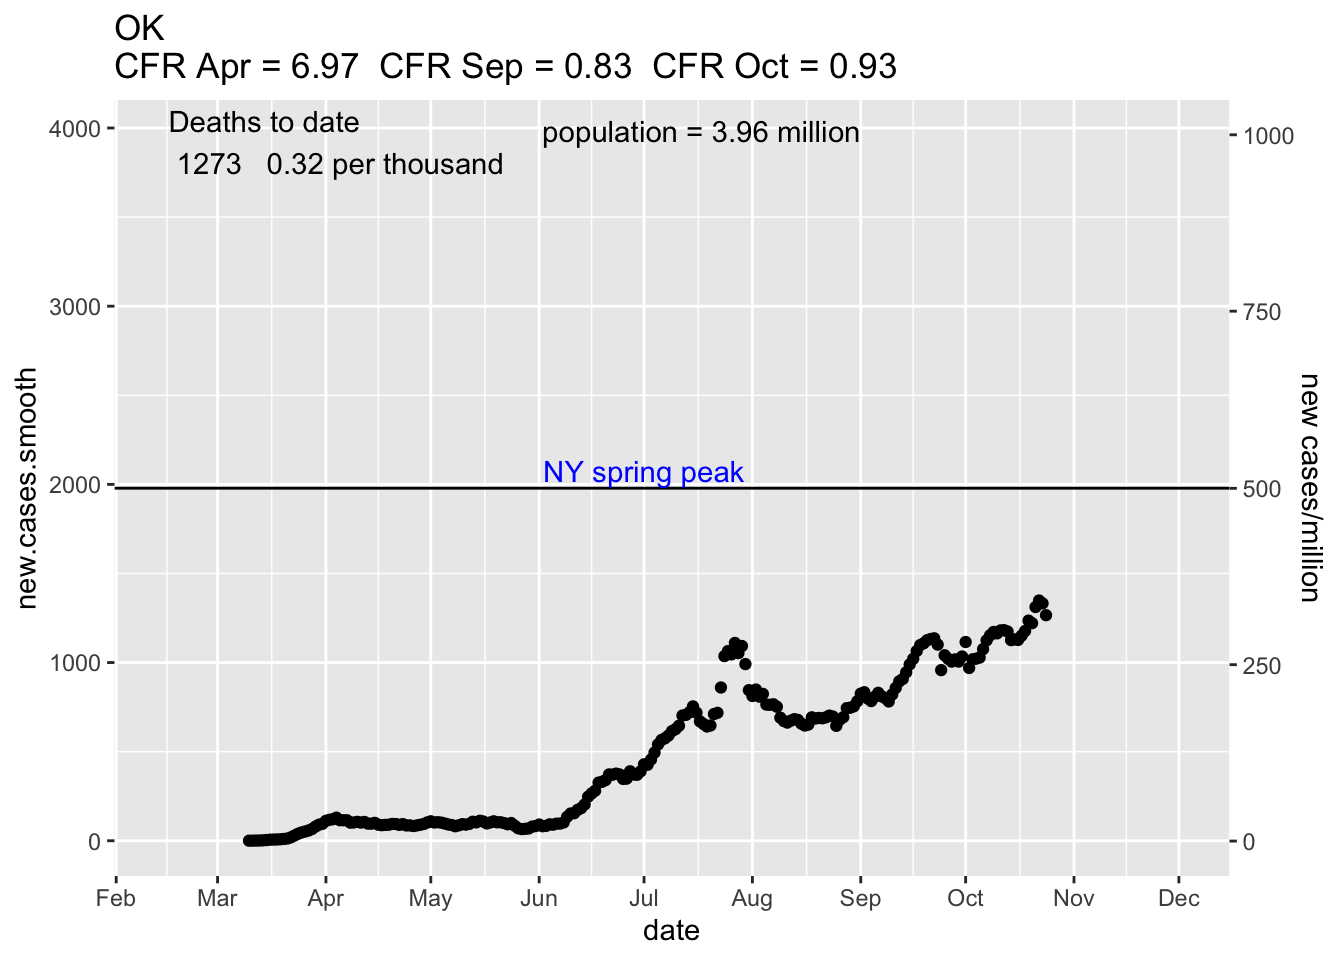 OK
CFR Apr = 6.97  CFR Sep = 0.83  CFR Oct = 0.93
Deaths to date
1273   0.32 per thousand
population = 3.96 million
NY spring peak
new.cases.smooth
4000
3000
2000
1000
0
new cases/million
1000
750
500
250
0
Feb Mar Apr May Jun Jul Aug Sep Oct Nov Dec
date